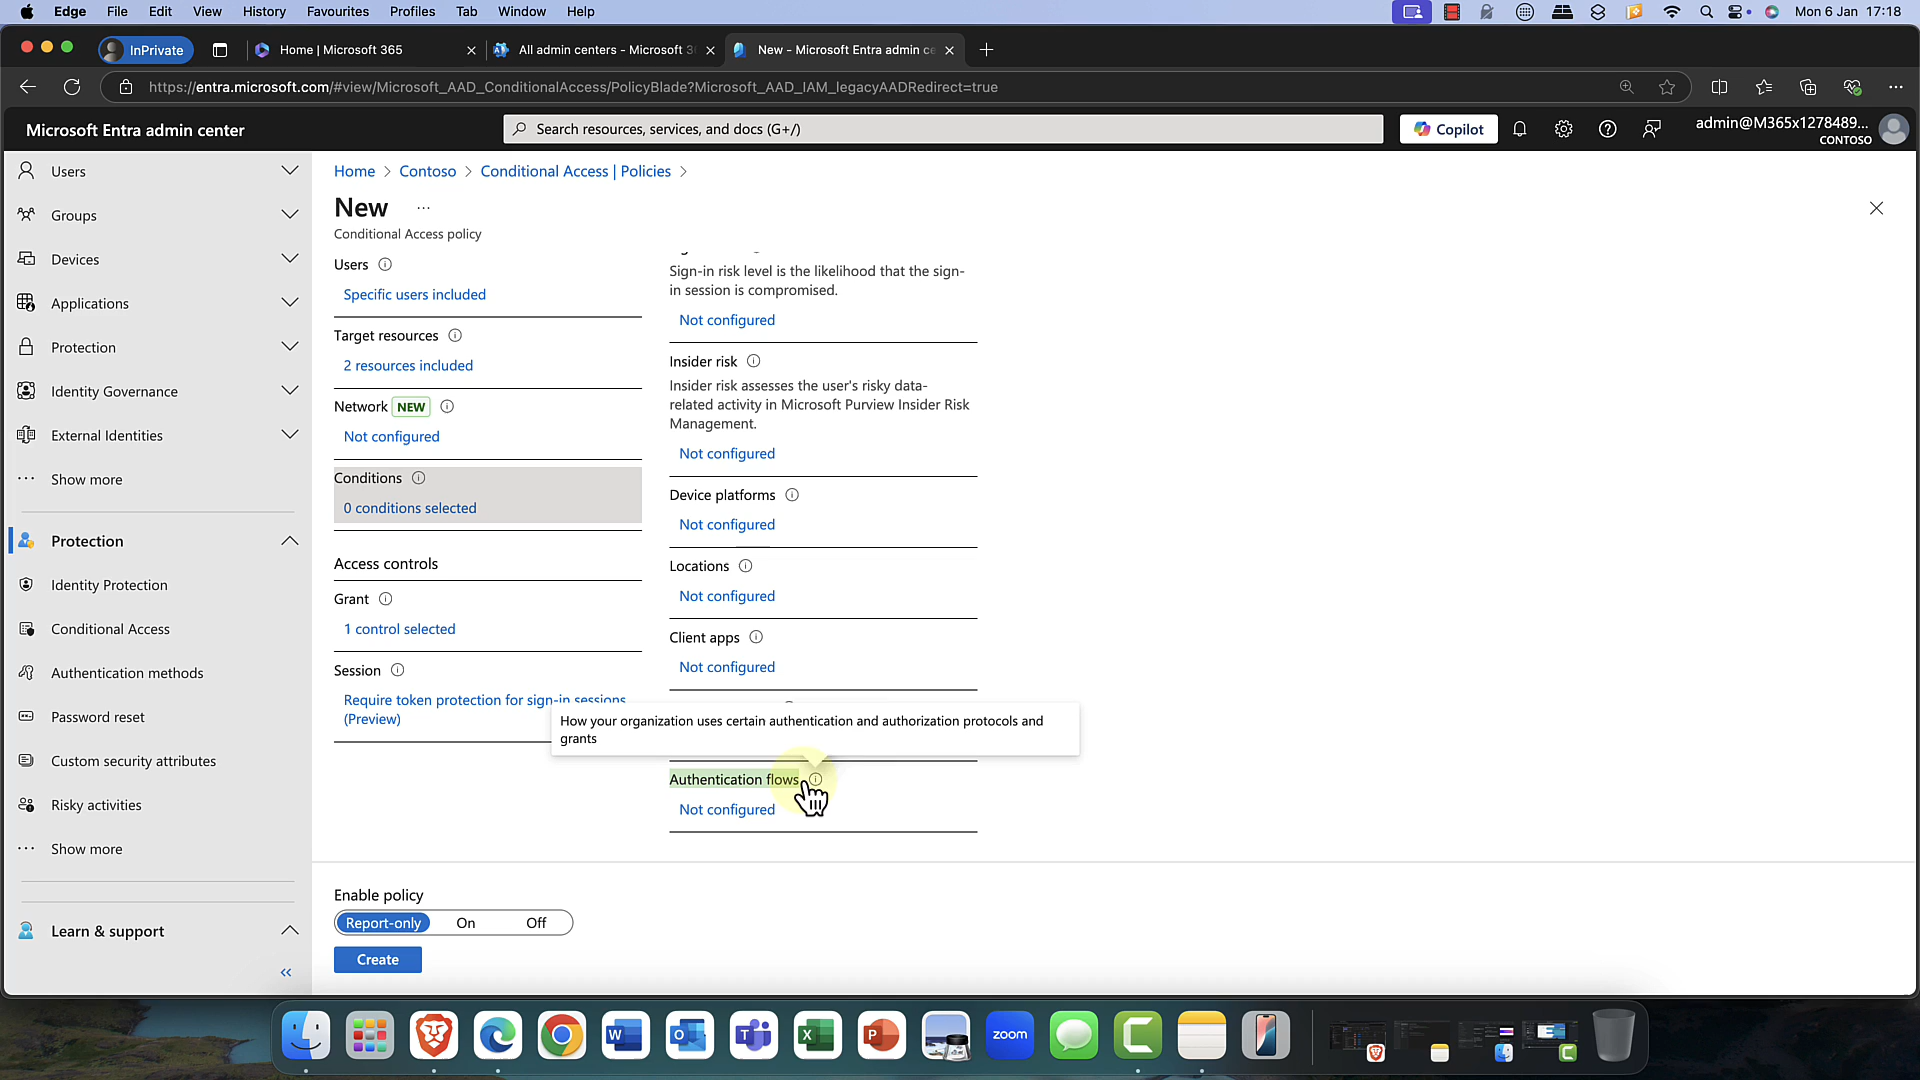 Edge File Edit View History Favourites Profiles Tab Window Help
Mon 6 Jan 17:18
InPrivate
Home | Microsoft 365
All admin centers - Microsoft 3
New - Microsoft Entra admin ce
https://entra.microsoft.com/#view/Microsoft_AAD_ConditionalAccess/PolicyBlade?Microsoft_AAD_IAM_legacyAADRedirect=true
Microsoft Entra admin center
Search resources, services, and docs (G+/)
Copilot
admin@M365x1278489...
CONTOSO
Users
Groups
Devices
Applications
Protection
Identity Governance
External Identities
Show more
Protection
Identity Protection
Conditional Access
Authentication methods
Password reset
Custom security attributes
Risky activities
Show more
Learn & support
Home > Contoso > Conditional Access | Policies >
New ...
Conditional Access policy
Users
Specific users included
Target resources
2 resources included
Network NEW
Not configured
Conditions
0 conditions selected
Access controls
Grant
1 control selected
Session
Require token protection for sign-in sessions
(Preview)
Sign-in risk level is the likelihood that the sign-
in session is compromised.
Not configured
Insider risk
Insider risk assesses the user's risky data-
related activity in Microsoft Purview Insider Risk
Management.
Not configured
Device platforms
Not configured
Locations
Not configured
Client apps
Not configured
How your organization uses certain authentication and authorization protocols and
grants
Authentication flows
Not configured
Enable policy
Report-only On Off
Create
zoom